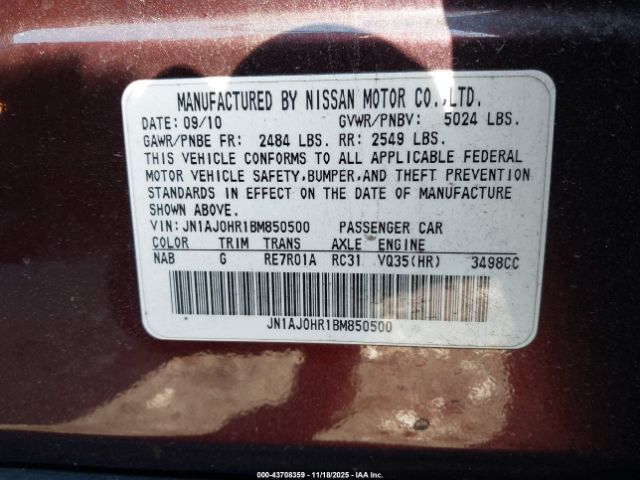 MANUFACTURED BY NISSAN MOTOR CO.,LTD.
DATE: 09/10 GVWR/PNBV: 5024 LBS.
GAWR/PNBE FR: 2484 LBS. RR: 2549 LBS.
THIS VEHICLE CONFORMS TO ALL APPLICABLE FEDERAL
MOTOR VEHICLE SAFETY,BUMPER,AND THEFT PREVENTION
STANDARDS IN EFFECT ON THE DATE OF MANUFACTURE
SHOWN ABOVE.
VIN: JN1AJ0HR1BM850500 PASSENGER CAR
COLOR TRIM TRANS AXLE ENGINE
NAB G RE7R01A RC31 VQ35(HR) 3498CC
JN1AJ0HR1BM850500
000-43708359 - 11/18/2025 - IAA, Inc.